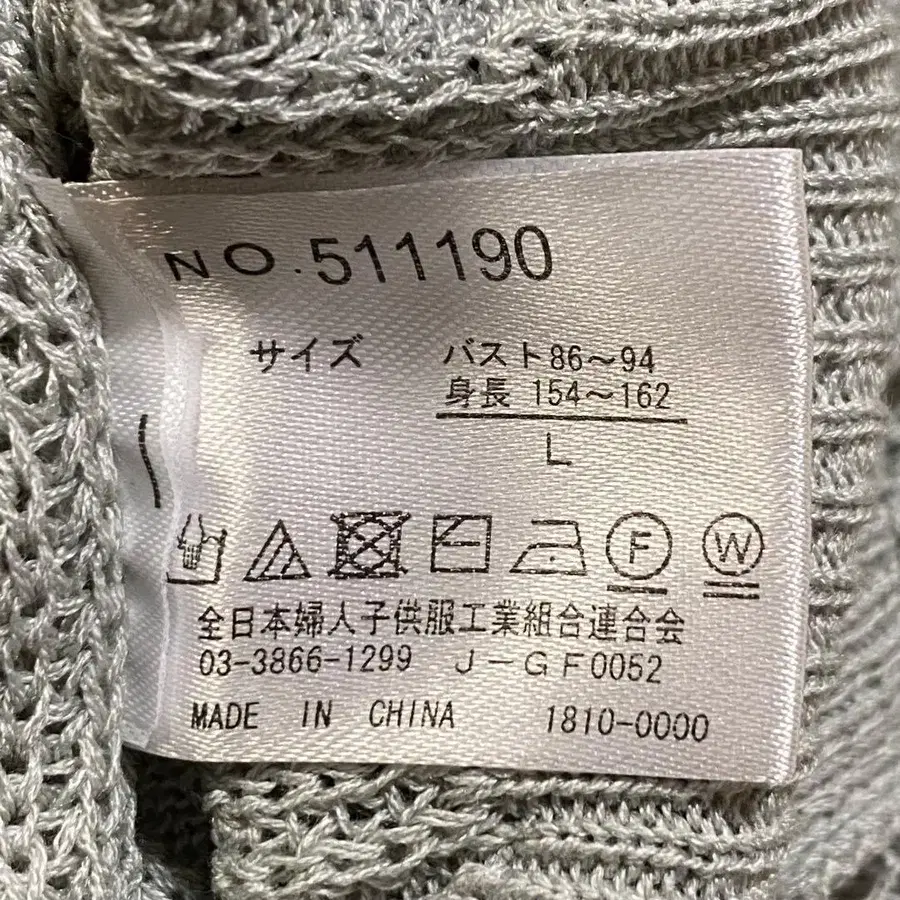 NO. 511190
サイズ バスト86～94
身長 154～162
L
F W
全日本婦人子供服工業組合連合会
03-3866-1299 J-GF0052
MADE IN CHINA 1810-0000